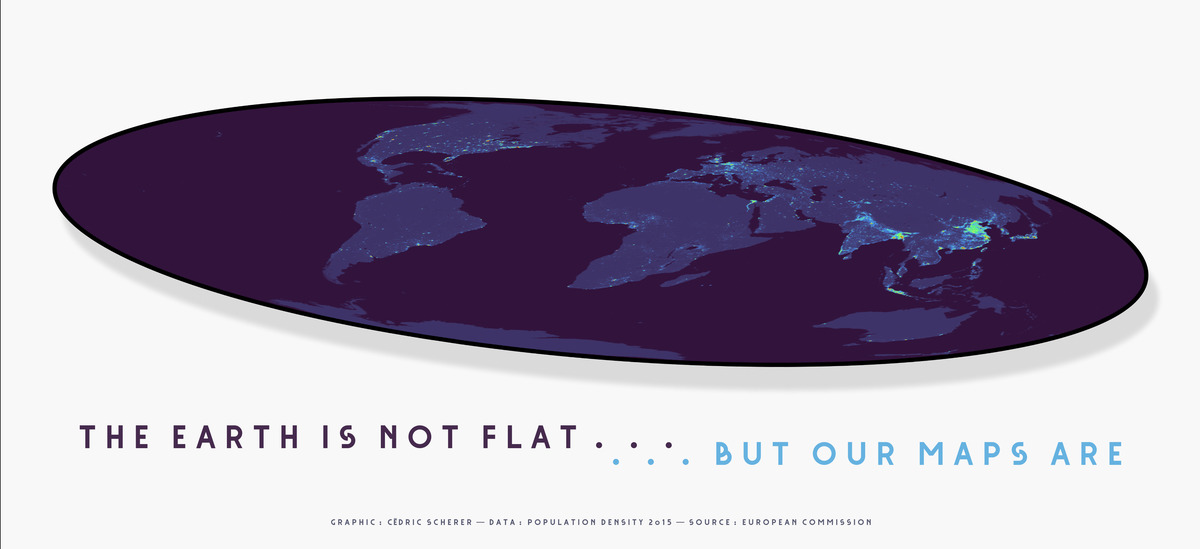 THE EARTH IS NOT FLAT . . .
. . . BUT OUR MAPS ARE
GRAPHIC: CÉDRIC SCHERER — DATA: POPULATION DENSITY 2015 — SOURCE: EUROPEAN COMMISSION